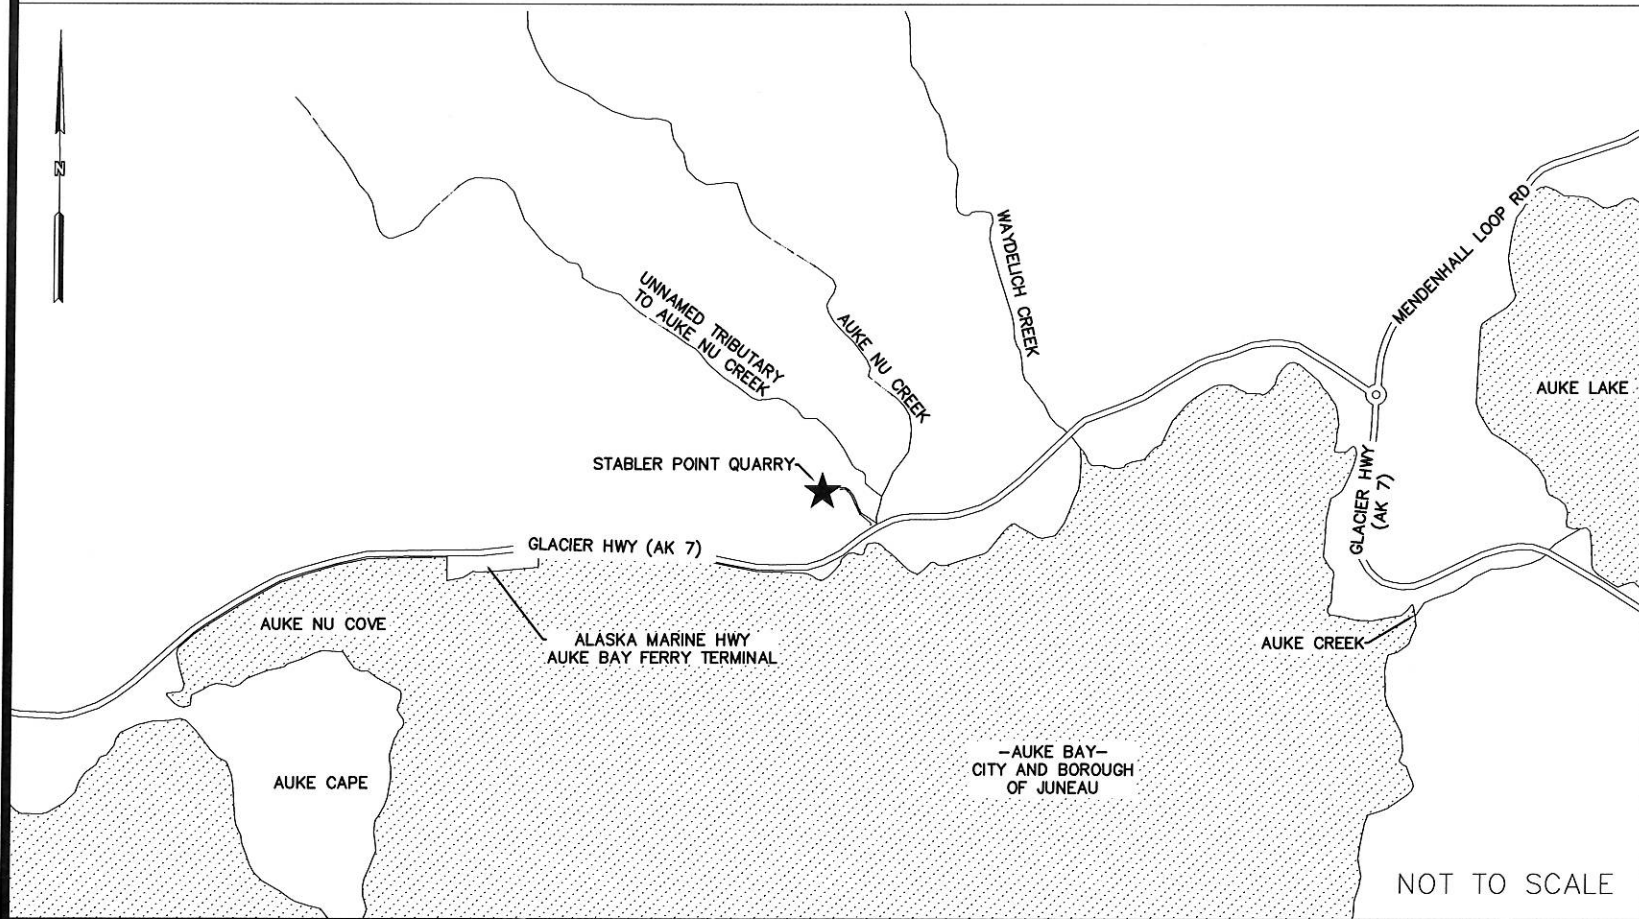 N
UNNAMED TRIBUTARY
TO AUKE NU CREEK
AUKE NU CREEK
WAYDELICH CREEK
MENDENHALL LOOP RD
AUKE LAKE
STABLER POINT QUARRY
GLACIER HWY
(AK 7)
GLACIER HWY (AK 7)
AUKE NU COVE
ALASKA MARINE HWY
AUKE BAY FERRY TERMINAL
AUKE CREEK
-AUKE BAY-
CITY AND BOROUGH
OF JUNEAU
AUKE CAPE
NOT TO SCALE